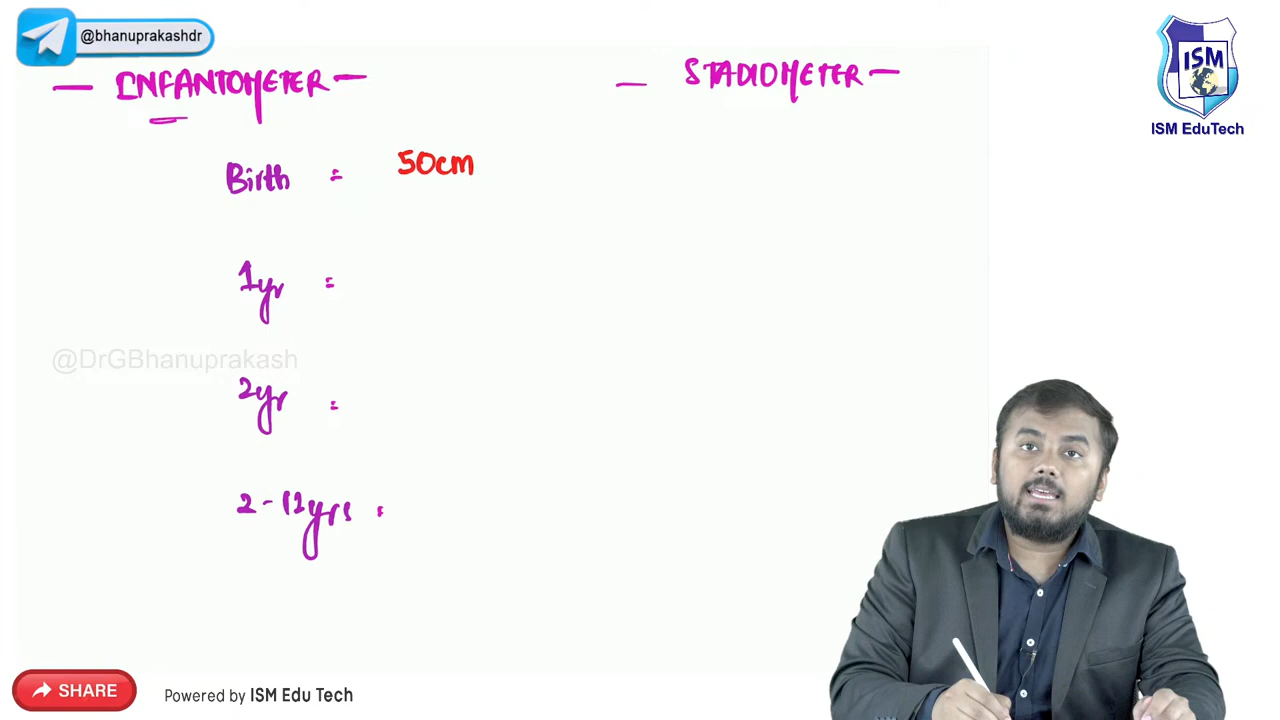 @bhanuprakashdr
— INFANTOMETER —
— STADIOMETER —
ISM
ISM EduTech
Birth = 50cm
1yr =
@DrGBhanuprakash
2yr =
2-12yrs =
SHARE
Powered by ISM Edu Tech